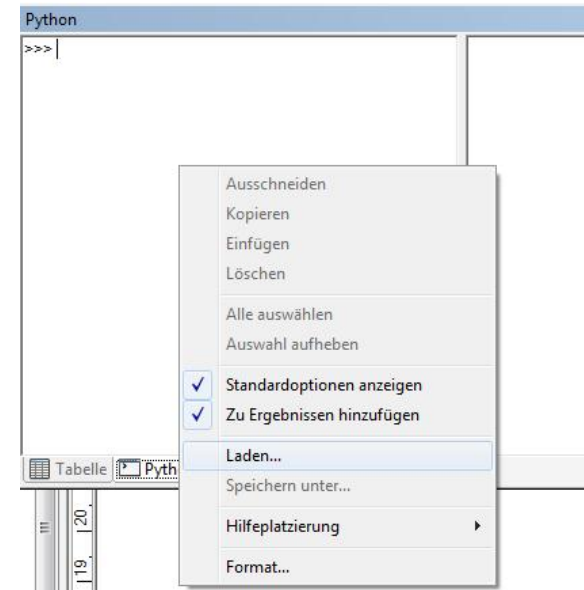 Python
>>>
Ausschneiden
Kopieren
Einfügen
Löschen
Alle auswählen
Auswahl aufheben
Standardoptionen anzeigen
Zu Ergebnissen hinzufügen
Laden...
Tabelle Pyth
Speichern unter...
Hilfeplatzierung
Format...
20
19